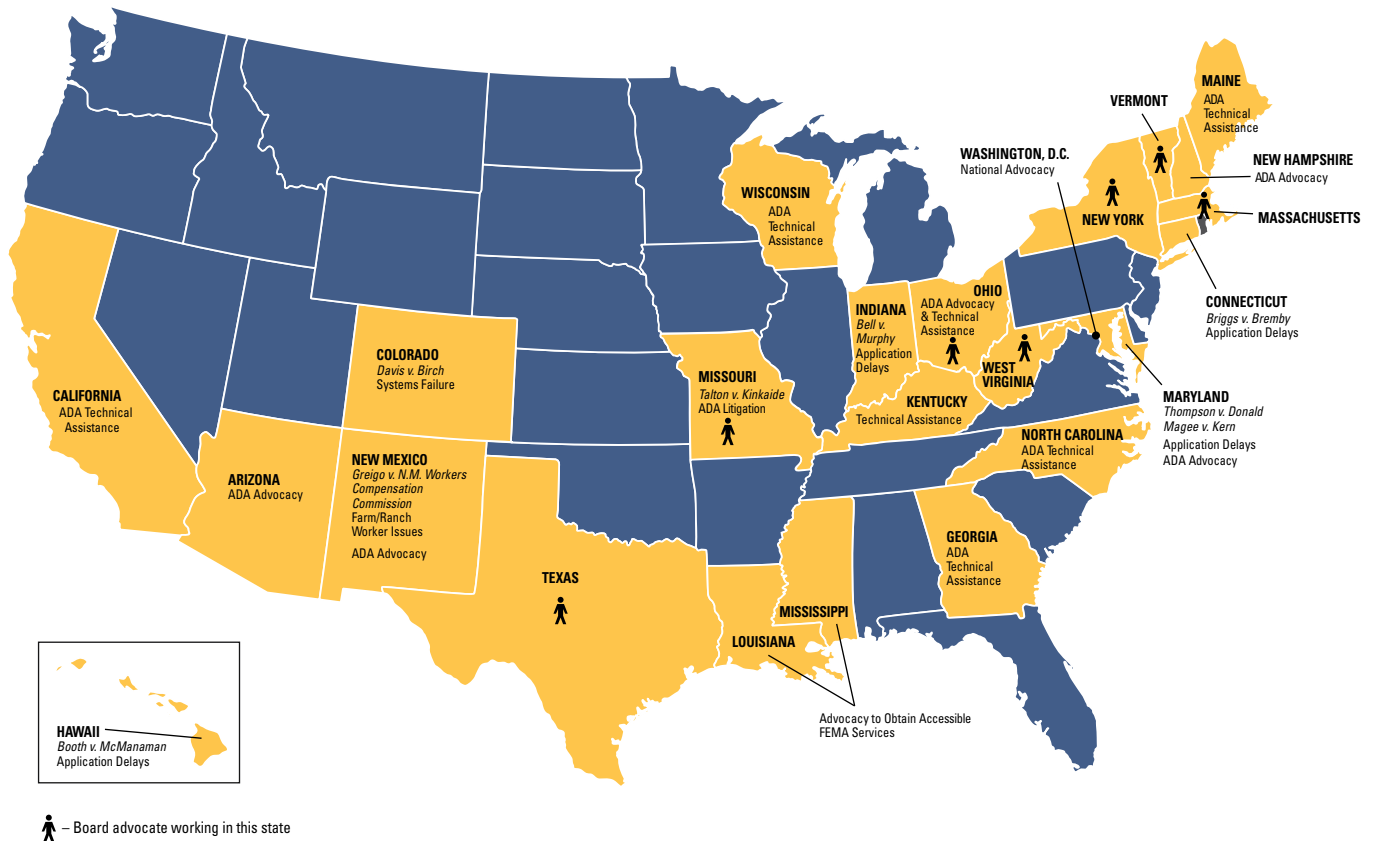 MAINE
ADA
Technical
Assistance
VERMONT
WASHINGTON, D.C.
National Advocacy
NEW HAMPSHIRE
ADA Advocacy
WISCONSIN
ADA
Technical
Assistance
NEW YORK
MASSACHUSETTS
CONNECTICUT
Briggs v. Bremby
Application Delays
OHIO
ADA Advocacy
& Technical
Assistance
INDIANA
Bell v.
Murphy
Application
Delays
WEST
VIRGINIA
COLORADO
Davis v. Birch
Systems Failure
MISSOURI
Talton v. Kinkaide
ADA Litigation
KENTUCKY
Technical Assistance
CALIFORNIA
ADA Technical
Assistance
MARYLAND
Thompson v. Donald
Magee v. Kern
Application Delays
ADA Advocacy
NORTH CAROLINA
ADA Technical
Assistance
ARIZONA
ADA Advocacy
NEW MEXICO
Greigo v. N.M. Workers
Compensation
Commission
Farm/Ranch
Worker Issues
ADA Advocacy
GEORGIA
ADA
Technical
Assistance
TEXAS
MISSISSIPPI
LOUISIANA
Advocacy to Obtain Accessible
FEMA Services
HAWAII
Booth v. McManaman
Application Delays
– Board advocate working in this state